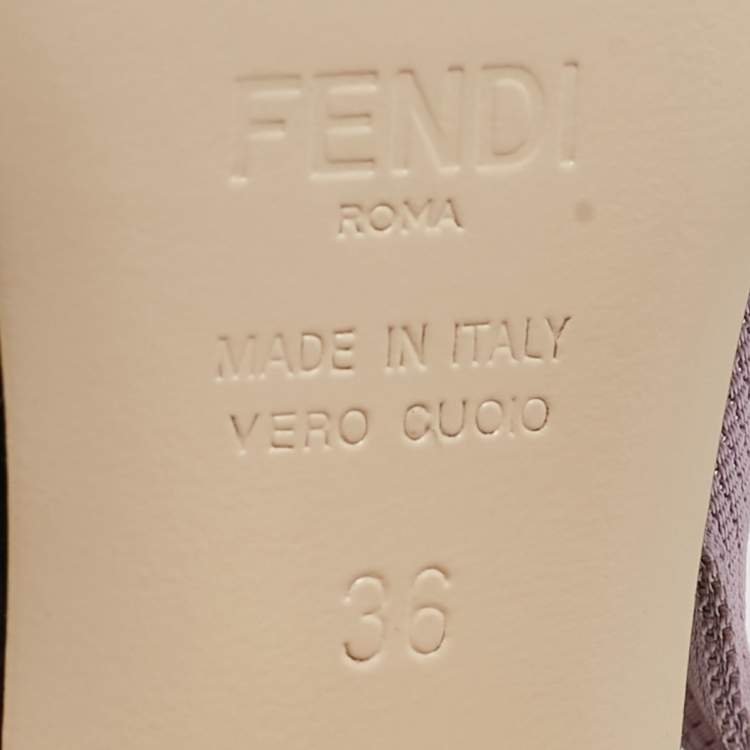 FENDI
ROMA
MADE IN ITALY
VERO CUOIO
36